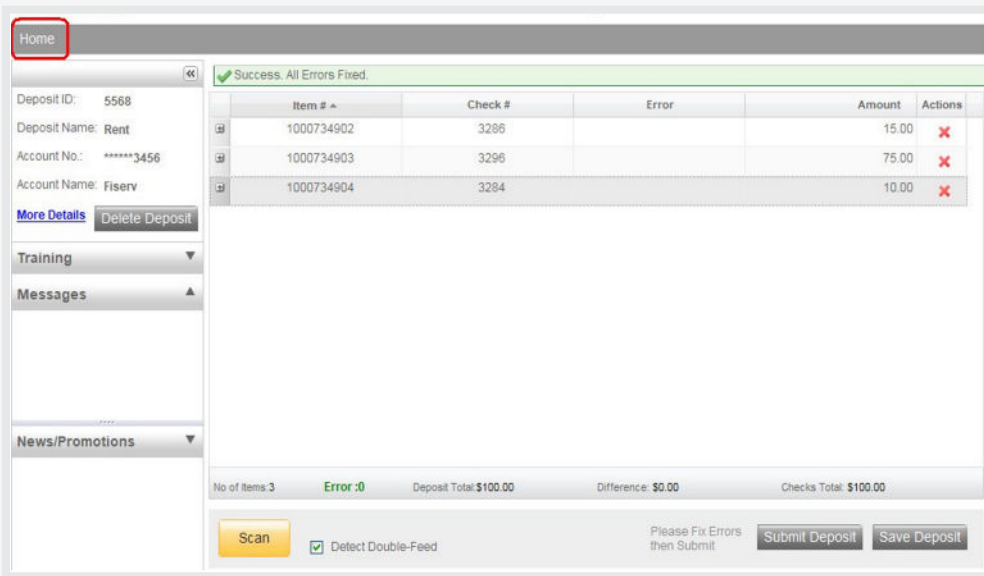 Home
Success. All Errors Fixed.
Deposit ID: 5568
Deposit Name: Rent
Account No.: ******3456
Account Name: Fiserv
More Details Delete Deposit
Training
Messages
News/Promotions
Item # Check # Error Amount Actions
1000734902 3286 15.00
1000734903 3296 75.00
1000734904 3284 10.00
No of Items:3 Error :0 Deposit Total:$100.00 Difference: $0.00 Checks Total: $100.00
Scan Detect Double-Feed
Please Fix Errors
then Submit
Submit Deposit Save Deposit